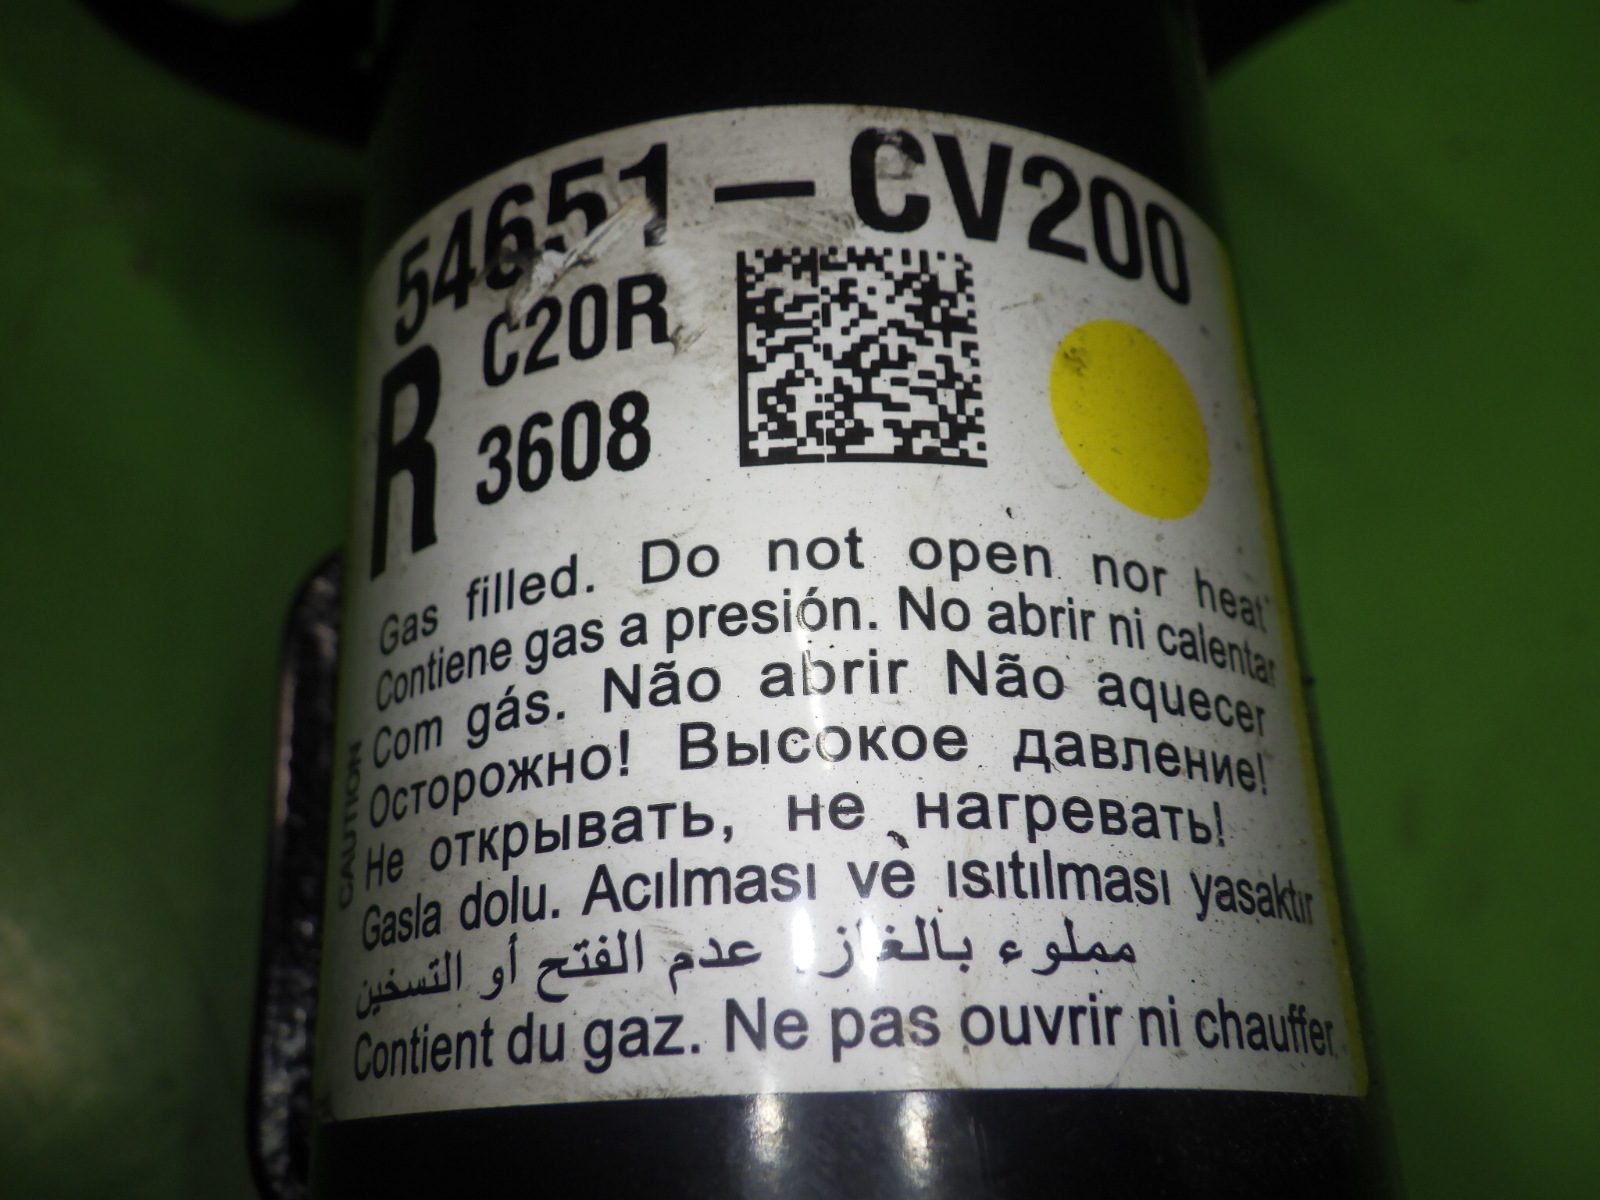 54651-CV200
R
C20R
3608
CAUTION
Gas filled. Do not open nor heat
Contiene gas a presión. No abrir ni calentar
Com gás. Não abrir Não aquecer
Осторожно! Высокое давление!
Не открывать, не нагревать!
Gasla dolu. Acılması ve ısıtılması yasaktır
مملوء بالغاز. عدم الفتح أو التسخين
Contient du gaz. Ne pas ouvrir ni chauffer.